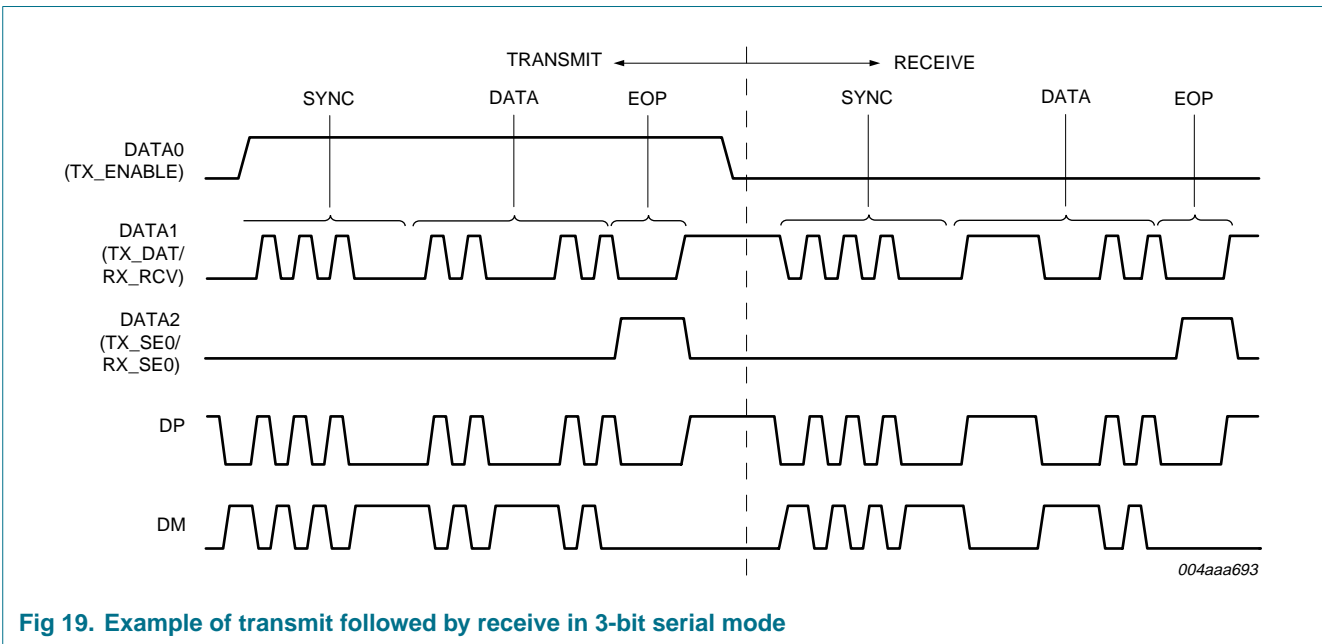 TRANSMIT
RECEIVE
SYNC
DATA
EOP
SYNC
DATA
EOP
DATA0
(TX_ENABLE)
DATA1
(TX_DAT/
RX_RCV)
DATA2
(TX_SE0/
RX_SE0)
DP
DM
004aaa693
Fig 19. Example of transmit followed by receive in 3-bit serial mode